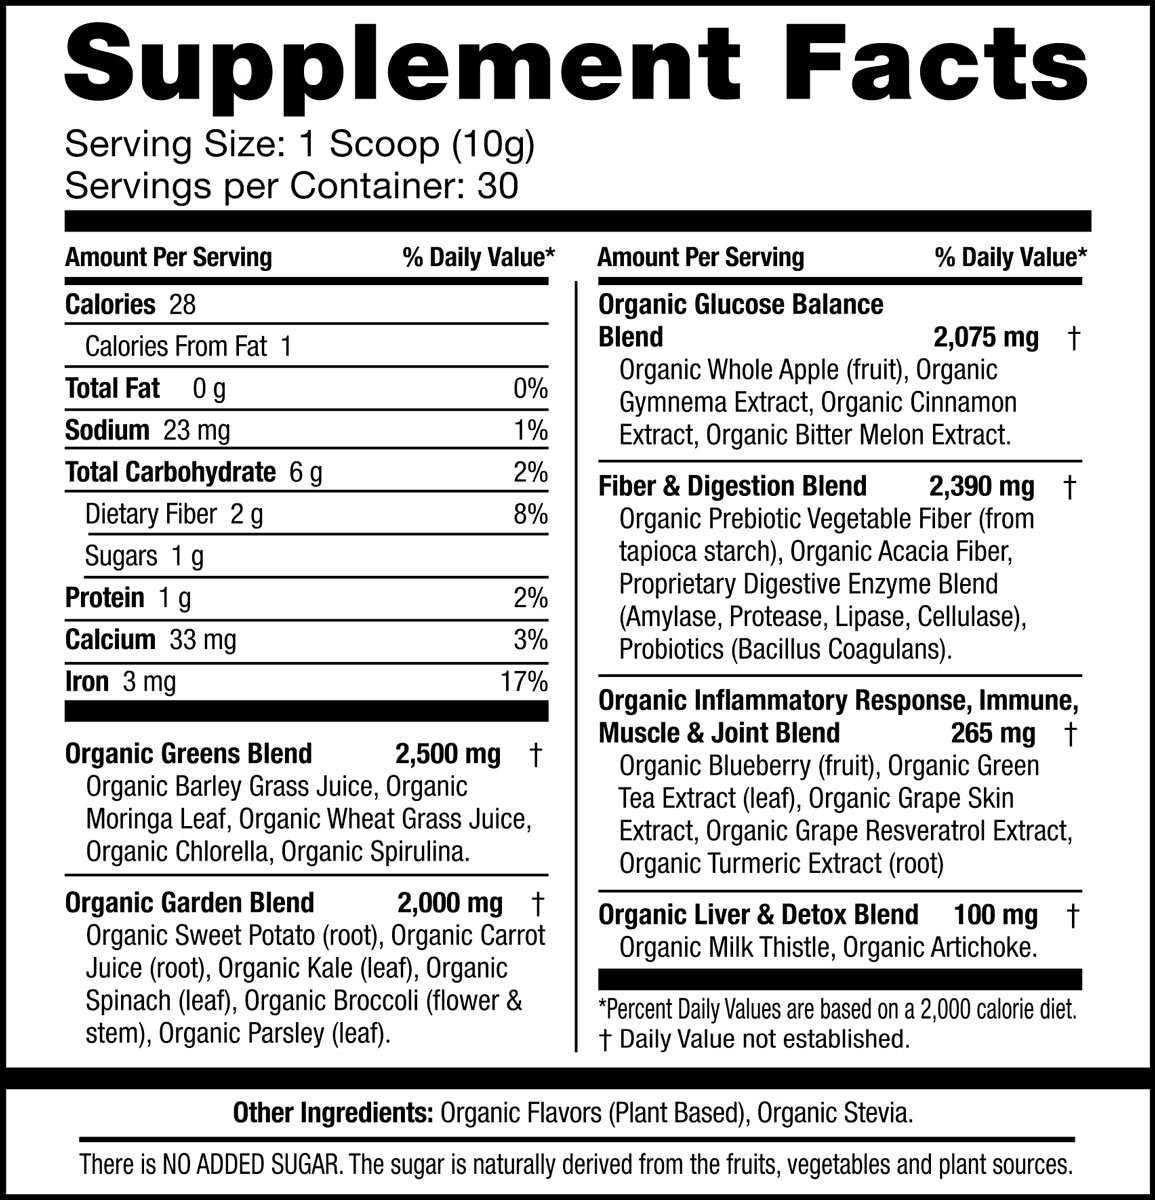 Supplement Facts
Serving Size: 1 Scoop (10g)
Servings per Container: 30
Amount Per Serving % Daily Value*
Calories 28
Calories From Fat 1
Total Fat 0 g 0%
Sodium 23 mg 1%
Total Carbohydrate 6 g 2%
Dietary Fiber 2 g 8%
Sugars 1 g
Protein 1 g 2%
Calcium 33 mg 3%
Iron 3 mg 17%
Organic Greens Blend 2,500 mg †
Organic Barley Grass Juice, Organic
Moringa Leaf, Organic Wheat Grass Juice,
Organic Chlorella, Organic Spirulina.
Organic Garden Blend 2,000 mg †
Organic Sweet Potato (root), Organic Carrot
Juice (root), Organic Kale (leaf), Organic
Spinach (leaf), Organic Broccoli (flower &
stem), Organic Parsley (leaf).
Amount Per Serving % Daily Value*
Organic Glucose Balance
Blend 2,075 mg †
Organic Whole Apple (fruit), Organic
Gymnema Extract, Organic Cinnamon
Extract, Organic Bitter Melon Extract.
Fiber & Digestion Blend 2,390 mg †
Organic Prebiotic Vegetable Fiber (from
tapioca starch), Organic Acacia Fiber,
Proprietary Digestive Enzyme Blend
(Amylase, Protease, Lipase, Cellulase),
Probiotics (Bacillus Coagulans).
Organic Inflammatory Response, Immune,
Muscle & Joint Blend 265 mg †
Organic Blueberry (fruit), Organic Green
Tea Extract (leaf), Organic Grape Skin
Extract, Organic Grape Resveratrol Extract,
Organic Turmeric Extract (root)
Organic Liver & Detox Blend 100 mg †
Organic Milk Thistle, Organic Artichoke.
*Percent Daily Values are based on a 2,000 calorie diet.
† Daily Value not established.
Other Ingredients: Organic Flavors (Plant Based), Organic Stevia.
There is NO ADDED SUGAR. The sugar is naturally derived from the fruits, vegetables and plant sources.